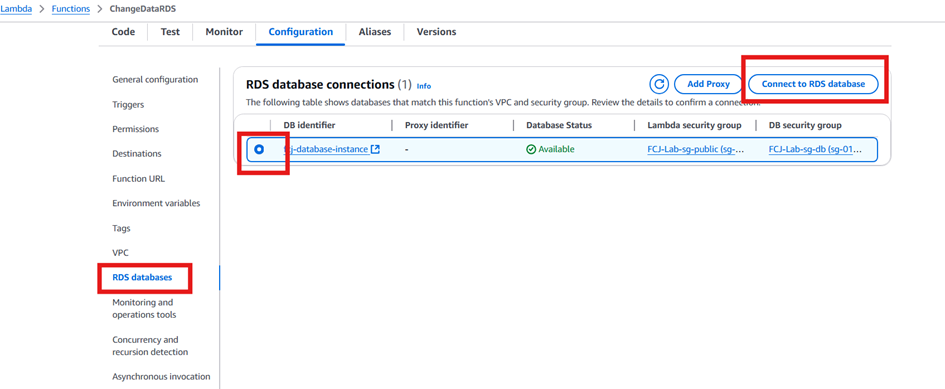 Lambda > Functions > ChangeDataRDS
Code Test Monitor Configuration Aliases Versions
General configuration
Triggers
Permissions
Destinations
Function URL
Environment variables
Tags
VPC
RDS databases
Monitoring and
operations tools
Concurrency and
recursion detection
Asynchronous invocation
RDS database connections (1) Info
Add Proxy
Connect to RDS database
The following table shows databases that match this function's VPC and security group. Review the details to confirm a connection.
DB identifier Proxy identifier Database Status Lambda security group DB security group
-database-instance - Available FCJ-Lab-sg-public (sg-... FCJ-Lab-sg-db (sg-01...